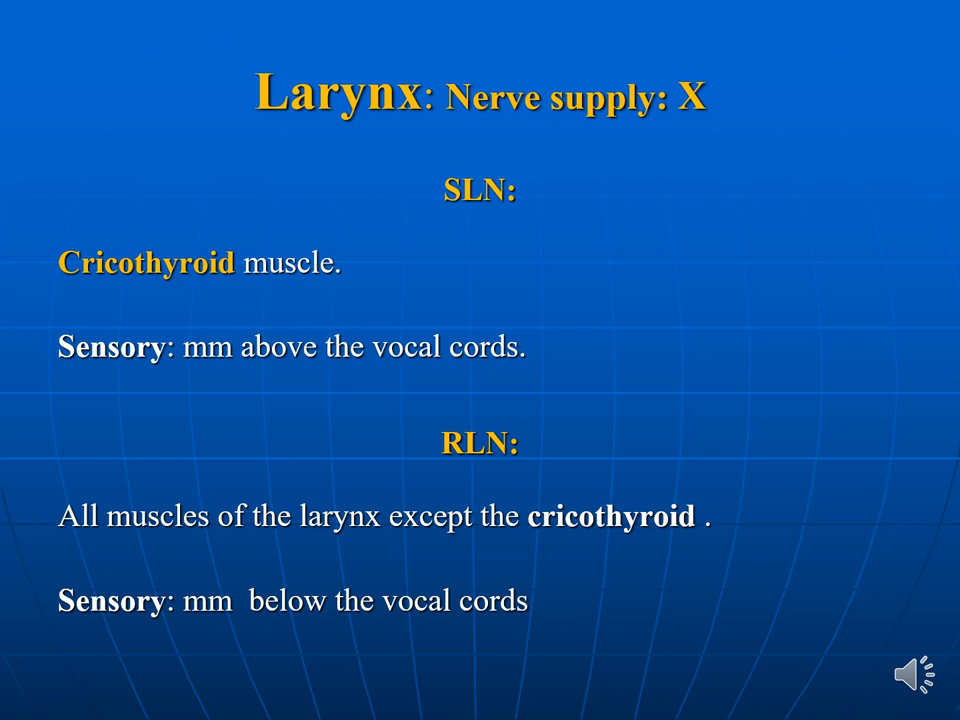 Larynx: Nerve supply: X
SLN:
Cricothyroid muscle.
Sensory: mm above the vocal cords.
RLN:
All muscles of the larynx except the cricothyroid .
Sensory: mm  below the vocal cords